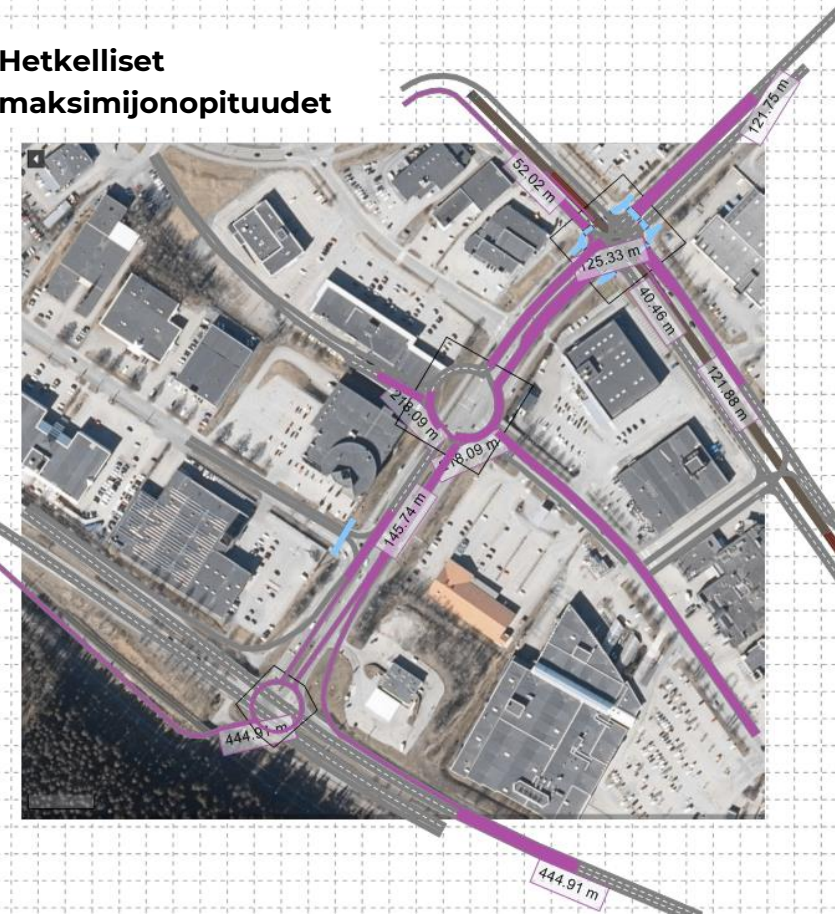 Hetkelliset
maksimijonopituudet
121.75 m
52.02 m
125.33 m
40.46 m
121.88 m
218.09 m
218.09 m
145.74 m
444.91 m
444.91 m